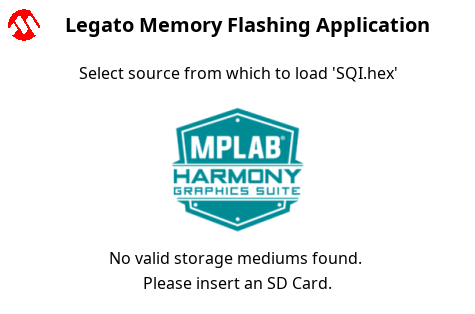 Legato Memory Flashing Application
Select source from which to load 'SQI.hex'
MPLAB®
HARMONY
GRAPHICS SUITE
No valid storage mediums found.
Please insert an SD Card.